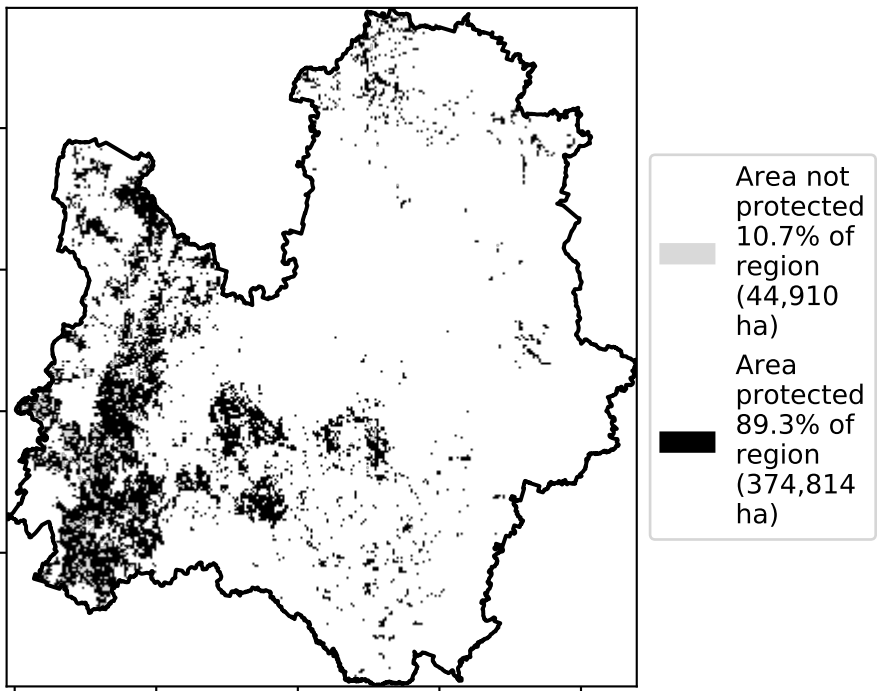 Area not
protected
10.7% of
region
(44,910
ha)
Area
protected
89.3% of
region
(374,814
ha)